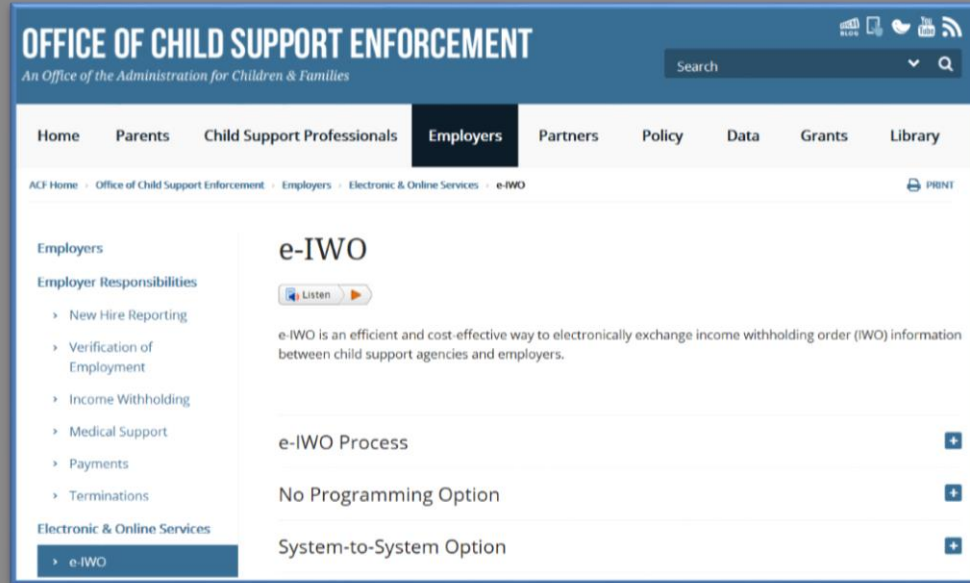 OFFICE OF CHILD SUPPORT ENFORCEMENT
An Office of the Administration for Children & Families
BLOG
You Tube
Search
Home Parents Child Support Professionals Employers Partners Policy Data Grants Library
ACF Home › Office of Child Support Enforcement › Employers › Electronic & Online Services › e-IWO
PRINT
Employers
Employer Responsibilities
› New Hire Reporting
› Verification of
Employment
› Income Withholding
› Medical Support
› Payments
› Terminations
Electronic & Online Services
› e-IWO
e-IWO
Listen
e-IWO is an efficient and cost-effective way to electronically exchange income withholding order (IWO) information
between child support agencies and employers.
e-IWO Process
No Programming Option
System-to-System Option